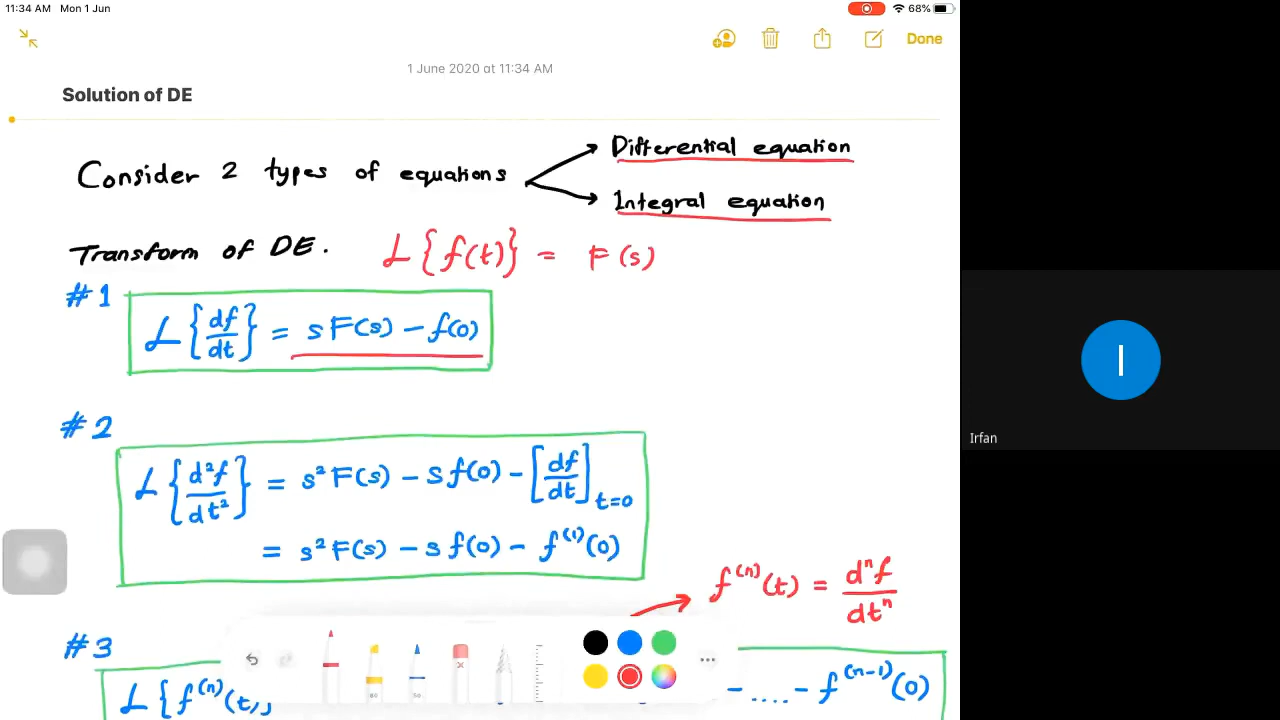 11:34 AM Mon 1 Jun 68%
Done
1 June 2020 at 11:34 AM
Solution of DE
Consider 2 types of equations
Differential equation
Integral equation
Transform of DE. ℒ{f(t)} = F(s)
#1
ℒ{df/dt} = sF(s) - f(0)
#2
ℒ{d²f/dt²} = s²F(s) - sf(0) - [df/dt]_{t=0}
= s²F(s) - sf(0) - f⁽¹⁾(0)
f⁽ⁿ⁾(t) = dⁿf/dtⁿ
#3
ℒ{f⁽ⁿ⁾(t)} - .... - f⁽ⁿ⁻¹⁾(0)
I
Irfan